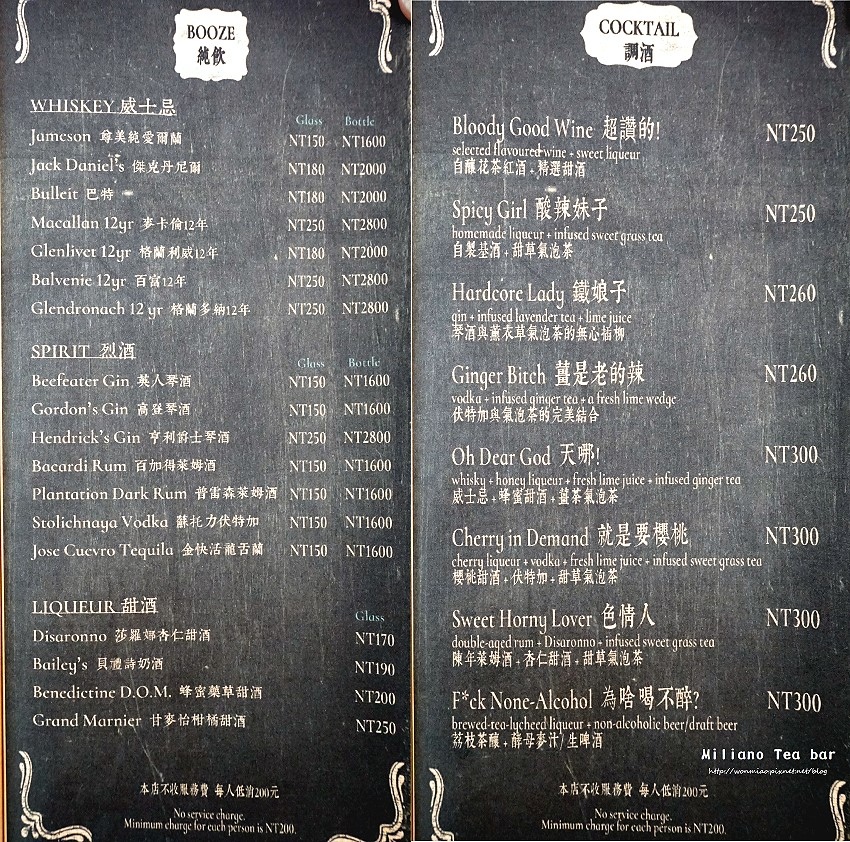 BOOZE
純飲
WHISKEY 威士忌
Glass Bottle
Jameson 尊美純愛爾蘭 NT150 NT1600
Jack Daniel's 傑克丹尼爾 NT180 NT2000
Bulleit 巴特 NT180 NT2000
Macallan 12yr 麥卡倫12年 NT250 NT2800
Glenlivet 12yr 格蘭利威12年 NT180 NT2000
Balvenie 12yr 百富12年 NT250 NT2800
Glendronach 12 yr 格蘭多納12年 NT250 NT2800
SPIRIT 烈酒
Glass Bottle
Beefeater Gin 英人琴酒 NT150 NT1600
Gordon's Gin 高登琴酒 NT150 NT1600
Hendrick's Gin 亨利爵士琴酒 NT250 NT2800
Bacardi Rum 百加得萊姆酒 NT150 NT1600
Plantation Dark Rum 普雷森萊姆酒 NT150 NT1600
Stolichnaya Vodka 蘇托力伏特加 NT150 NT1600
Jose Cuevro Tequila 金快活龍舌蘭 NT150 NT1600
LIQUEUR 甜酒
Glass
Disaronno 莎羅娜杏仁甜酒 NT170
Bailey's 貝禮詩奶酒 NT190
Benedictine D.O.M. 蜂蜜藥草甜酒 NT200
Grand Marnier 甘麥怡柑橘甜酒 NT250
本店不收服務費 每人低消200元
No service charge.
Minimum charge for each person is NT200.
COCKTAIL
調酒
Bloody Good Wine 超讚的! NT250
selected flavoured wine + sweet liqueur
自釀花茶紅酒 + 精選甜酒
Spicy Girl 酸辣妹子 NT250
homemade liqueur + infused sweet grass tea
自製基酒 + 甜草氣泡茶
Hardcore Lady 鐵娘子 NT260
gin + infused lavender tea + lime juice
琴酒與薰衣草氣泡茶的無心插柳
Ginger Bitch 薑是老的辣 NT260
vodka + infused ginger tea + a fresh lime wedge
伏特加與氣泡茶的完美結合
Oh Dear God 天哪! NT300
whisky + honey liqueur + fresh lime juice + infused ginger tea
威士忌 + 蜂蜜甜酒 + 薑茶氣泡茶
Cherry in Demand 就是要櫻桃 NT300
cherry liqueur + vodka + fresh lime juice + infused sweet grass tea
櫻桃甜酒 + 伏特加 + 甜草氣泡茶
Sweet Horny Lover 色情人 NT300
double-aged rum + Disaronno + infused sweet grass tea
陳年萊姆酒 + 杏仁甜酒 + 甜草氣泡茶
F*ck None-Alcohol 為啥喝不醉? NT300
brewed-tea-lycheed liqueur + non-alcoholic beer/draft beer
荔枝茶釀 + 酵母麥汁/生啤酒
Miliano Tea bar
http://wonmiao.pixnet.net/blog
本店不收服務費 每人低消200元
No service charge.
Minimum charge for each person is NT200.